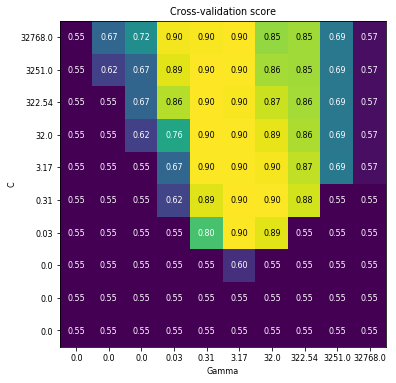 Cross-validation score
32768.0 0.55 0.67 0.72 0.90 0.90 0.90 0.85 0.85 0.69 0.57
3251.0 0.55 0.62 0.67 0.89 0.90 0.90 0.86 0.85 0.69 0.57
322.54 0.55 0.55 0.67 0.86 0.90 0.90 0.87 0.86 0.69 0.57
32.0 0.55 0.55 0.62 0.76 0.90 0.90 0.89 0.86 0.69 0.57
3.17 0.55 0.55 0.55 0.67 0.90 0.90 0.90 0.87 0.69 0.57
C
0.31 0.55 0.55 0.55 0.62 0.89 0.90 0.90 0.88 0.55 0.55
0.03 0.55 0.55 0.55 0.55 0.80 0.90 0.89 0.55 0.55 0.55
0.0 0.55 0.55 0.55 0.55 0.55 0.60 0.55 0.55 0.55 0.55
0.0 0.55 0.55 0.55 0.55 0.55 0.55 0.55 0.55 0.55 0.55
0.0 0.55 0.55 0.55 0.55 0.55 0.55 0.55 0.55 0.55 0.55
0.0 0.0 0.0 0.03 0.31 3.17 32.0 322.54 3251.0 32768.0
Gamma